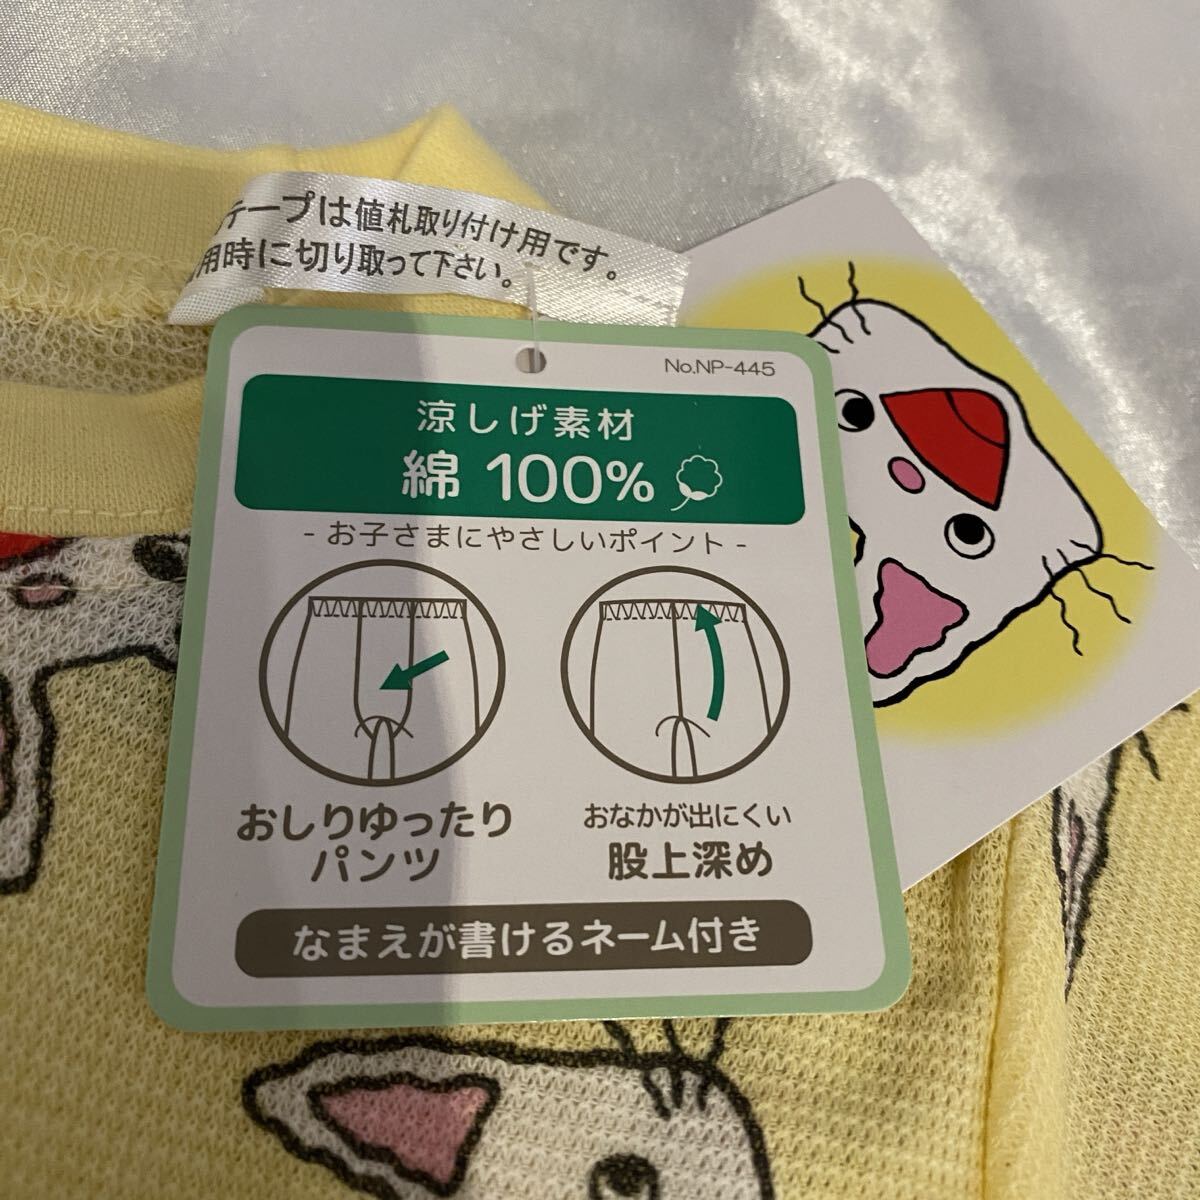 テープは値札取り付け用です。
用時に切り取って下さい。
No.NP-445
涼しげ素材
綿 100%
- お子さまにやさしいポイント -
おしりゆったり
パンツ
おなかが出にくい
股上深め
なまえが書けるネーム付き